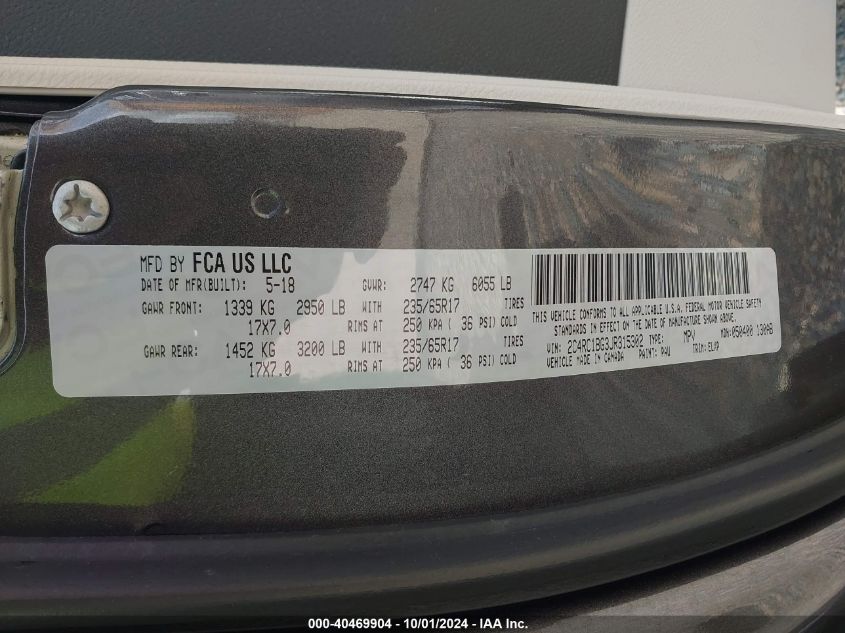 MFD BY FCA US LLC
DATE OF MFR(BUILT): 5-18 GVWR: 2747 KG 6055 LB
GAWR FRONT: 1339 KG 2950 LB WITH 235/65R17 TIRES
17X7.0 RIMS AT 250 KPA ( 36 PSI) COLD
GAWR REAR: 1452 KG 3200 LB WITH 235/65R17 TIRES
17X7.0 RIMS AT 250 KPA ( 36 PSI) COLD
THIS VEHICLE CONFORMS TO ALL APPLICABLE U.S.A. FEDERAL MOTOR VEHICLE SAFETY
STANDARDS IN EFFECT ON THE DATE OF MANUFACTURE SHOWN ABOVE.
VIN: 2C4RC1BG3JR315302 TYPE: MPV MDH:050400 130AB
VEHICLE MADE IN CANADA PAINT: PAU TRIM:
000-40469904 - 10/01/2024 - IAA Inc.